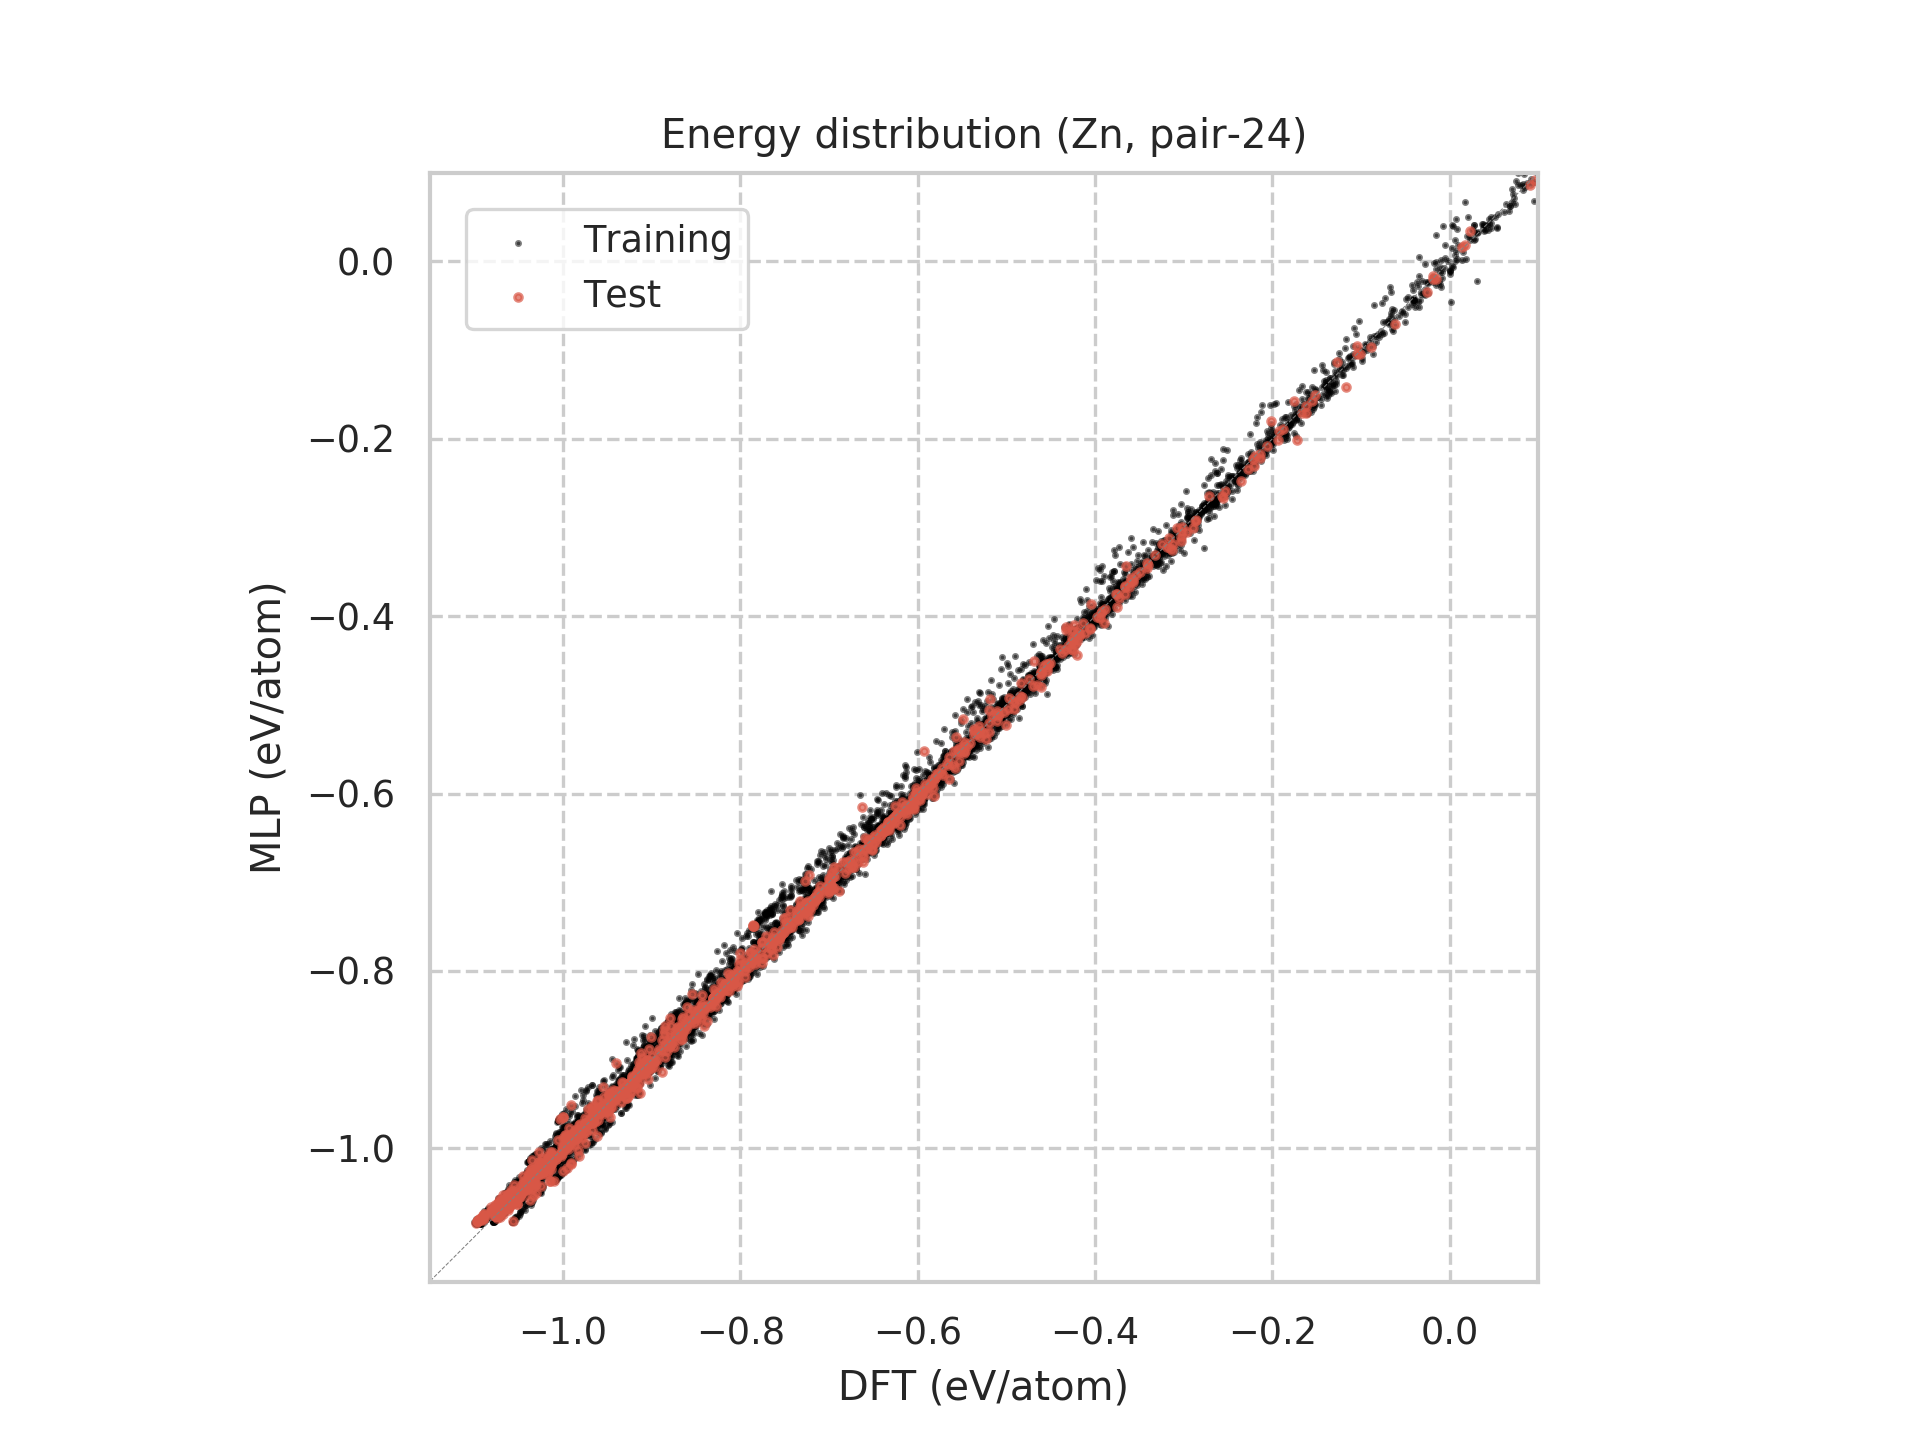 Energy distribution (Zn, pair-24)
Training
Test
0.0
−0.2
−0.4
−0.6
−0.8
−1.0
MLP (eV/atom)
−1.0 −0.8 −0.6 −0.4 −0.2 0.0
DFT (eV/atom)